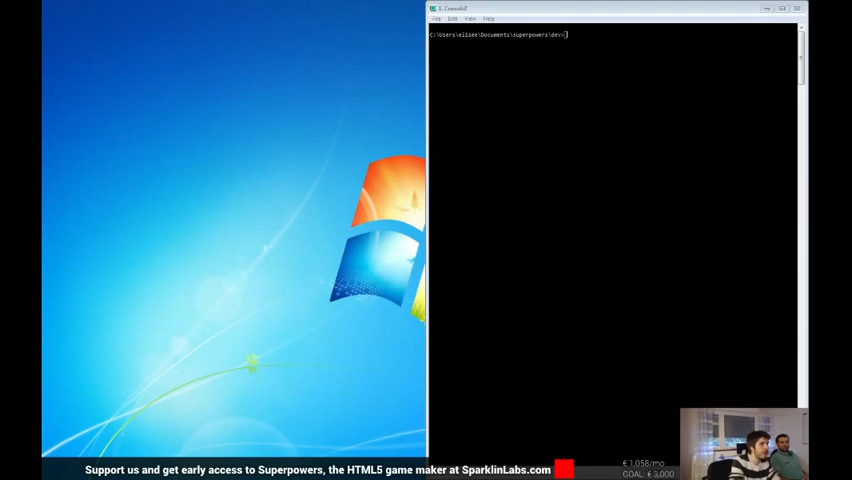 1. ConsoleZ
File Edit View Help
C:\Users\elisee\Documents\superpowers\dev>
Support us and get early access to Superpowers, the HTML5 game maker at SparklinLabs.com
€ 1,058/mo
GOAL: € 3,000